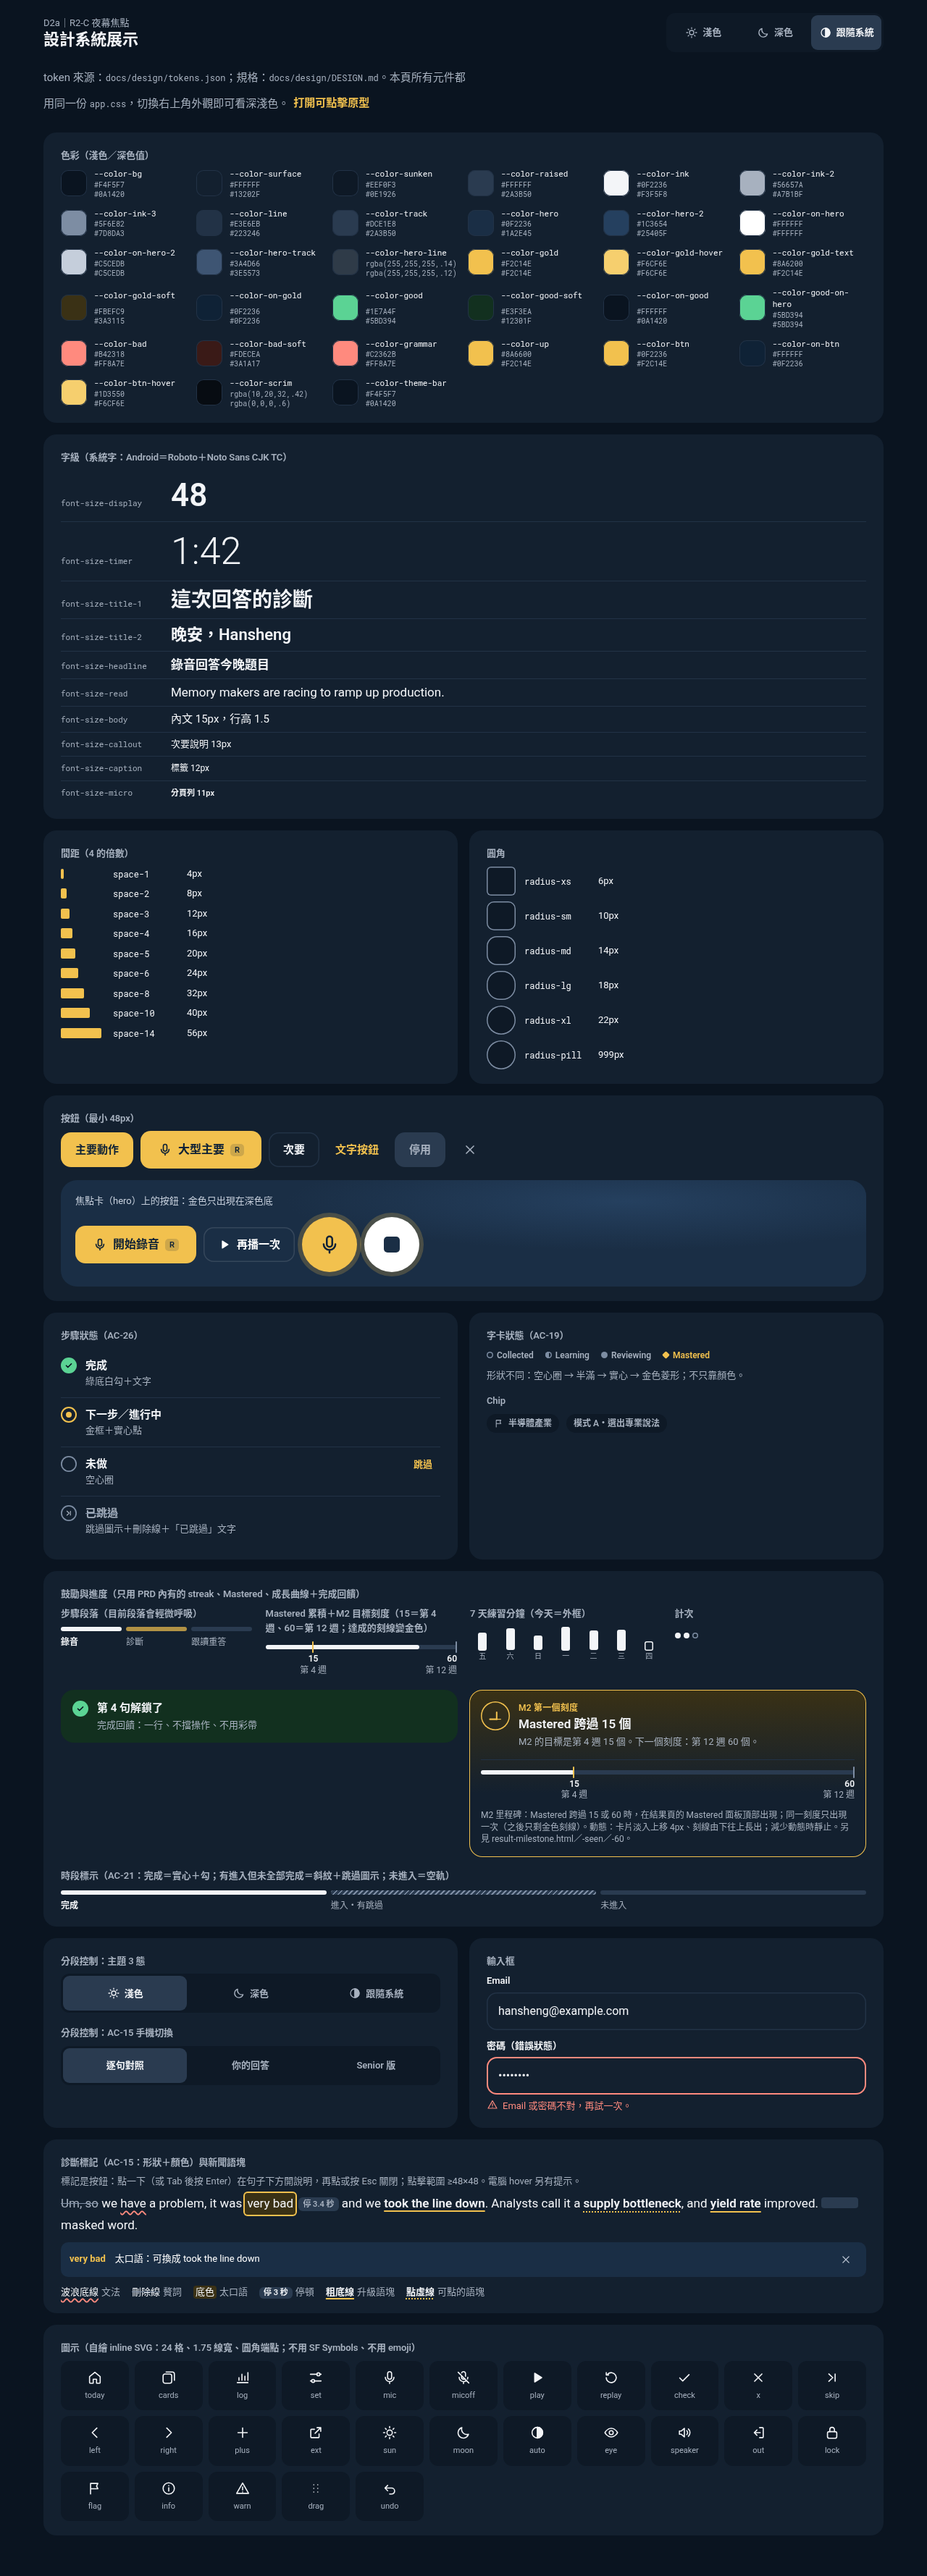 D2a｜R2-C 夜幕焦點
設計系統展示
淺色
深色
跟隨系統
token 來源：docs/design/tokens.json；規格：docs/design/DESIGN.md。本頁所有元件都
用同一份 app.css，切換右上角外觀即可看深淺色。 打開可點擊原型
色彩（淺色／深色值）
--color-bg
#F4F5F7
#0A1420
--color-surface
#FFFFFF
#13202F
--color-sunken
#EEF0F3
#0E1926
--color-raised
#FFFFFF
#2A3B50
--color-ink
#0F2236
#F3F5F8
--color-ink-2
#56657A
#A7B1BF
--color-ink-3
#5F6E82
#7D8DA3
--color-line
#E3E6EB
#223246
--color-track
#DCE1E8
#2A3B50
--color-hero
#0F2236
#1A2E45
--color-hero-2
#1C3654
#25405F
--color-on-hero
#FFFFFF
#FFFFFF
--color-on-hero-2
#C5CEDB
#C5CEDB
--color-hero-track
#3A4D66
#3E5573
--color-hero-line
rgba(255,255,255,.14)
rgba(255,255,255,.12)
--color-gold
#F2C14E
#F2C14E
--color-gold-hover
#F6CF6E
#F6CF6E
--color-gold-text
#8A6200
#F2C14E
--color-gold-soft
#FBEFC9
#3A3115
--color-on-gold
#0F2236
#0F2236
--color-good
#1E7A4F
#5BD394
--color-good-soft
#E3F3EA
#12301F
--color-on-good
#FFFFFF
#0A1420
--color-good-on-
hero
#5BD394
#5BD394
--color-bad
#B42318
#FF8A7E
--color-bad-soft
#FDECEA
#3A1A17
--color-grammar
#C2362B
#FF8A7E
--color-up
#8A6600
#F2C14E
--color-btn
#0F2236
#F2C14E
--color-on-btn
#FFFFFF
#0F2236
--color-btn-hover
#1D3550
#F6CF6E
--color-scrim
rgba(10,20,32,.42)
rgba(0,0,0,.6)
--color-theme-bar
#F4F5F7
#0A1420
字級（系統字：Android＝Roboto＋Noto Sans CJK TC）
font-size-display 48
font-size-timer 1:42
font-size-title-1 這次回答的診斷
font-size-title-2 晚安，Hansheng
font-size-headline 錄音回答今晚題目
font-size-read Memory makers are racing to ramp up production.
font-size-body 內文 15px，行高 1.5
font-size-callout 次要說明 13px
font-size-caption 標籤 12px
font-size-micro 分頁列 11px
間距（4 的倍數）
space-1 4px
space-2 8px
space-3 12px
space-4 16px
space-5 20px
space-6 24px
space-8 32px
space-10 40px
space-14 56px
圓角
radius-xs 6px
radius-sm 10px
radius-md 14px
radius-lg 18px
radius-xl 22px
radius-pill 999px
按鈕（最小 48px）
主要動作
大型主要 R
次要
文字按鈕
停用
焦點卡（hero）上的按鈕：金色只出現在深色底
開始錄音 R
再播一次
步驟狀態（AC-26）
完成
綠底白勾＋文字
下一步／進行中
金框＋實心點
未做
空心圈
跳過
已跳過
跳過圖示＋刪除線＋「已跳過」文字
字卡狀態（AC-19）
Collected Learning Reviewing Mastered
形狀不同：空心圈 → 半滿 → 實心 → 金色菱形；不只靠顏色。
Chip
半導體產業
模式 A・選出專業說法
鼓勵與進度（只用 PRD 內有的 streak、Mastered、成長曲線＋完成回饋）
步驟段落（目前段落會輕微呼吸）
錄音 診斷 跟讀重答
Mastered 累積＋M2 目標刻度（15＝第 4
週、60＝第 12 週；達成的刻線變金色）
15 60
第 4 週 第 12 週
7 天練習分鐘（今天＝外框）
五 六 日 一 二 三 四
計次
第 4 句解鎖了
完成回饋：一行、不擋操作、不用彩帶
M2 第一個刻度
Mastered 跨過 15 個
M2 的目標是第 4 週 15 個。下一個刻度：第 12 週 60 個。
15 60
第 4 週 第 12 週
M2 里程碑：Mastered 跨過 15 或 60 時，在結果頁的 Mastered 面板頂部出現；同一刻度只出現
一次（之後只剩金色刻線）。動態：卡片淡入上移 4px、刻線由下往上長出；減少動態時靜止。另
見 result-milestone.html／-seen／-60。
時段標示（AC-21：完成＝實心＋勾；有進入但未全部完成＝斜紋＋跳過圖示；未進入＝空軌）
完成 進入・有跳過 未進入
分段控制：主題 3 態
淺色
深色
跟隨系統
分段控制：AC-15 手機切換
逐句對照
你的回答
Senior 版
輸入框
Email
hansheng@example.com
密碼（錯誤狀態）
••••••••
Email 或密碼不對，再試一次。
診斷標記（AC-15：形狀＋顏色）與新聞語塊
標記是按鈕：點一下（或 Tab 後按 Enter）在句子下方開說明，再點或按 Esc 關閉；點擊範圍 ≥48×48。電腦 hover 另有提示。
Um, so we have a problem, it was very bad 停 3.4 秒 and we took the line down. Analysts call it a supply bottleneck, and yield rate improved.
masked word.
very bad 太口語：可換成 took the line down
波浪底線 文法 刪除線 贅詞 底色 太口語 停 3 秒 停頓 粗底線 升級語塊 點虛線 可點的語塊
圖示（自繪 inline SVG：24 格、1.75 線寬、圓角端點；不用 SF Symbols、不用 emoji）
today cards log set mic micoff play replay check x skip
left right plus ext sun moon auto eye speaker out lock
flag info warn drag undo